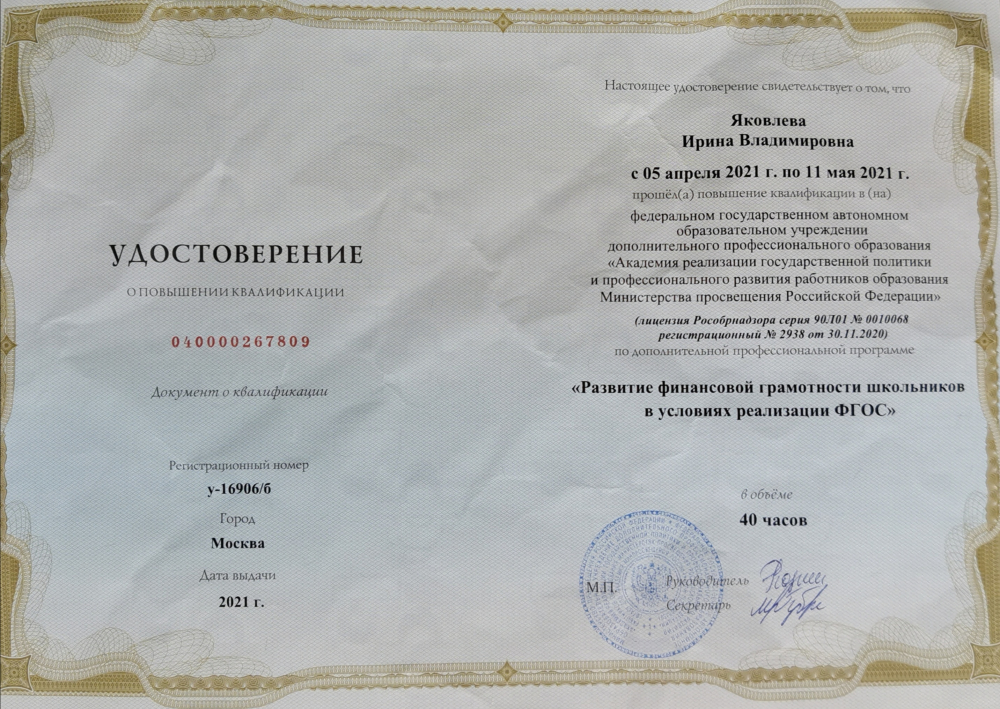 УДОСТОВЕРЕНИЕ
О ПОВЫШЕНИИ КВАЛИФИКАЦИИ
040000267809
Документ о квалификации
Регистрационный номер
у-16906/б
Город
Москва
Дата выдачи
2021 г.
Настоящее удостоверение свидетельствует о том, что
Яковлева
Ирина Владимировна
с 05 апреля 2021 г. по 11 мая 2021 г.
прошёл(а) повышение квалификации в (на)
федеральном государственном автономном
образовательном учреждении
дополнительного профессионального образования
«Академия реализации государственной политики
и профессионального развития работников образования
Министерства просвещения Российской Федерации»
(лицензия Рособрнадзора серия 90Л01 № 0010068
регистрационный № 2938 от 30.11.2020)
по дополнительной профессиональной программе
«Развитие финансовой грамотности школьников
в условиях реализации ФГОС»
в объёме
40 часов
М.П.
Руководитель
Секретарь